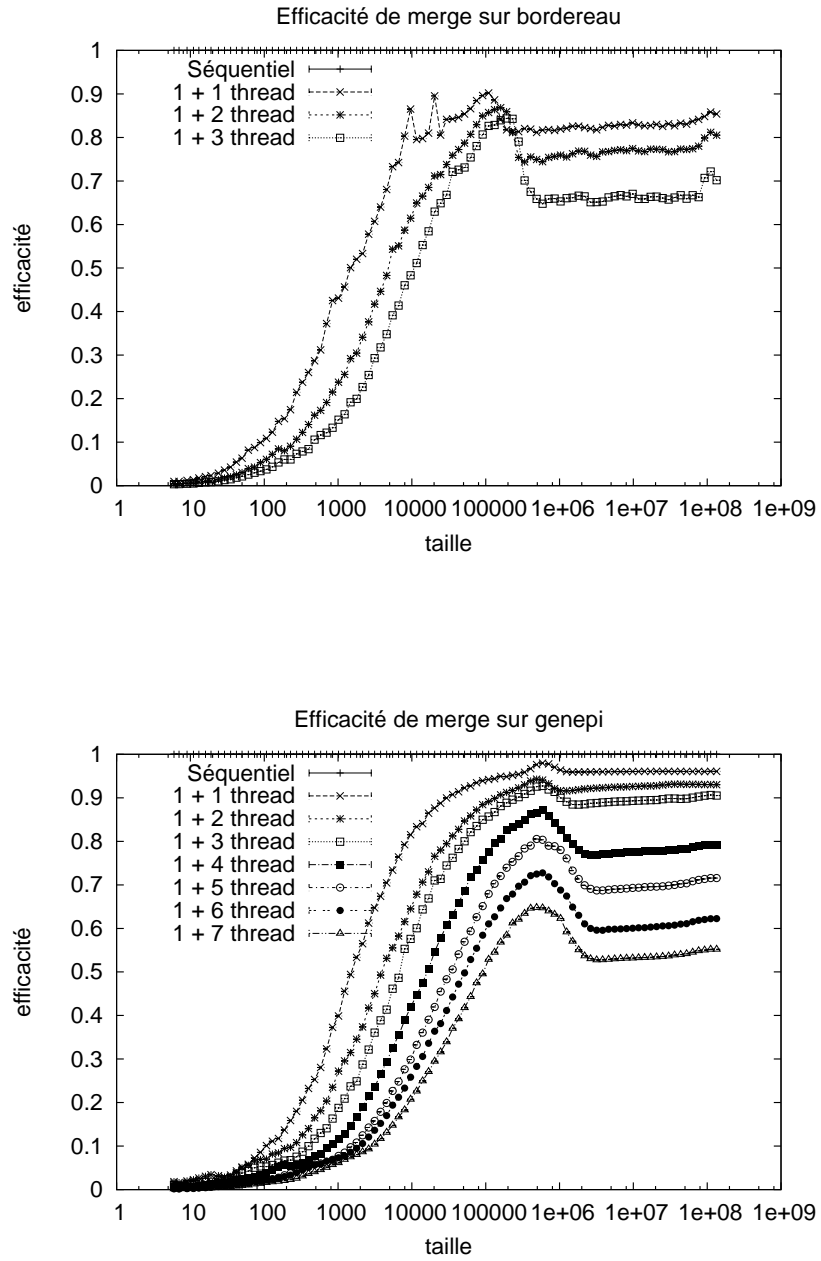 Efficacité de merge sur bordereau
1
0.9
0.8
0.7
0.6
0.5
0.4
0.3
0.2
0.1
0
efficacité
Séquentiel
1 + 1 thread
1 + 2 thread
1 + 3 thread
1 10 100 1000 10000 100000 1e+06 1e+07 1e+08 1e+09
taille
Efficacité de merge sur genepi
1
0.9
0.8
0.7
0.6
0.5
0.4
0.3
0.2
0.1
0
efficacité
Séquentiel
1 + 1 thread
1 + 2 thread
1 + 3 thread
1 + 4 thread
1 + 5 thread
1 + 6 thread
1 + 7 thread
1 10 100 1000 10000 100000 1e+06 1e+07 1e+08 1e+09
taille